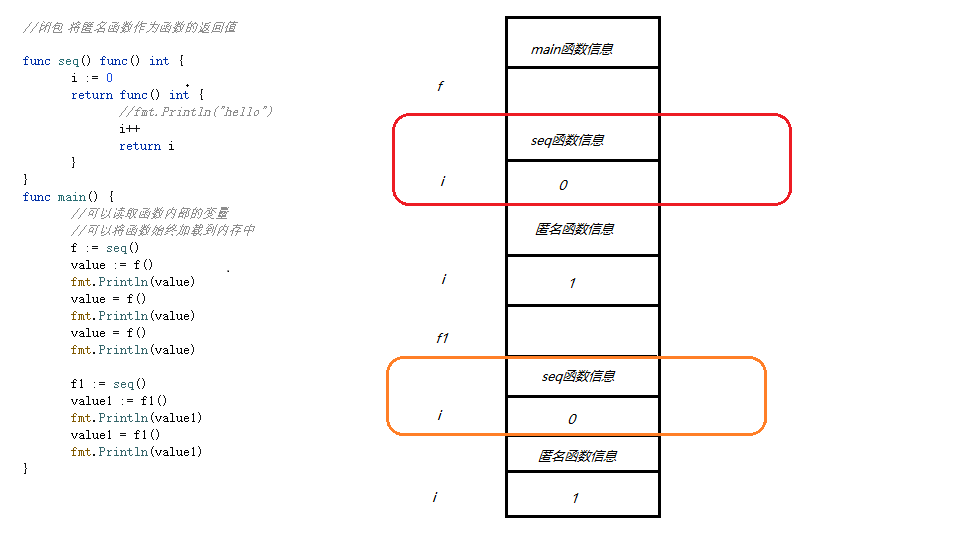 //闭包 将匿名函数作为函数的返回值
func seq() func() int {
i := 0
return func() int {
//fmt.Println("hello")
i++
return i
}
}
func main() {
//可以读取函数内部的变量
//可以将函数始终加载到内存中
f := seq()
value := f()
fmt.Println(value)
value = f()
fmt.Println(value)
value = f()
fmt.Println(value)
f1 := seq()
value1 := f1()
fmt.Println(value1)
value1 = f1()
fmt.Println(value1)
}
main函数信息
f
seq函数信息
i 0
匿名函数信息
i 1
f1
seq函数信息
i 0
匿名函数信息
i 1